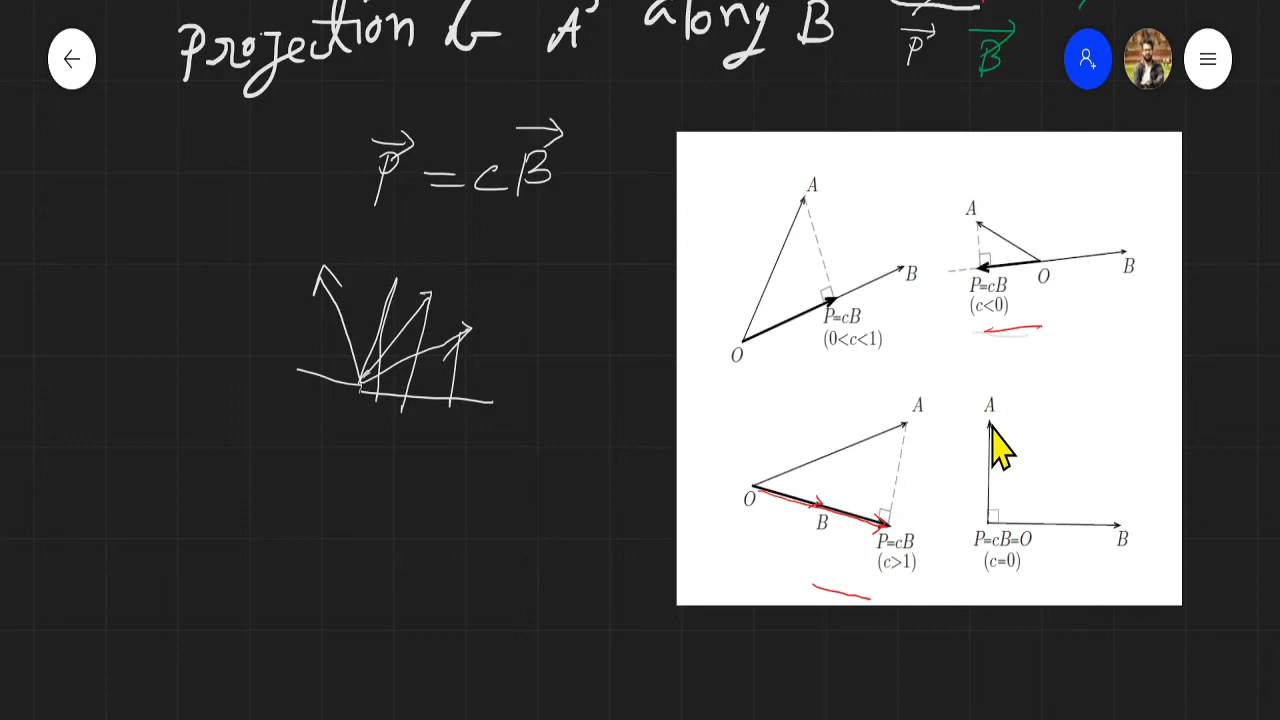 Projection of A along B
P B
P = cB
A
B
P=cB
(0<c<1)
O
A
B
O
P=cB
(c<0)
A
O
B
P=cB
(c>1)
A
P=cB=O
(c=0)
B